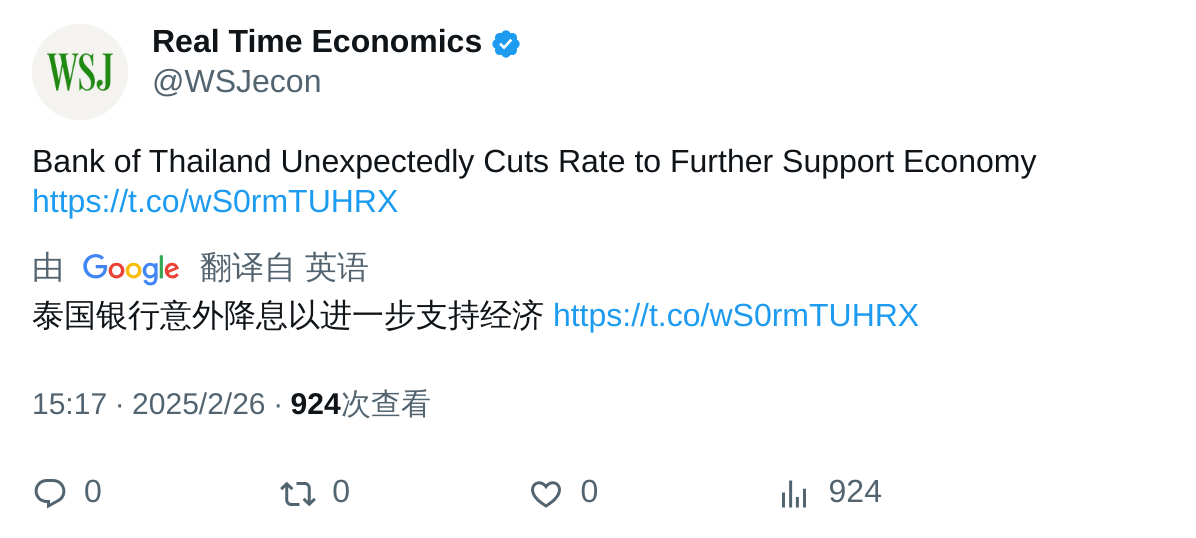 WSJ
Real Time Economics
@WSJecon
Bank of Thailand Unexpectedly Cuts Rate to Further Support Economy
https://t.co/wS0rmTUHRX
由 Google 翻译自 英语
泰国银行意外降息以进一步支持经济 https://t.co/wS0rmTUHRX
15:17 · 2025/2/26 · 924次查看
0 0 0 924